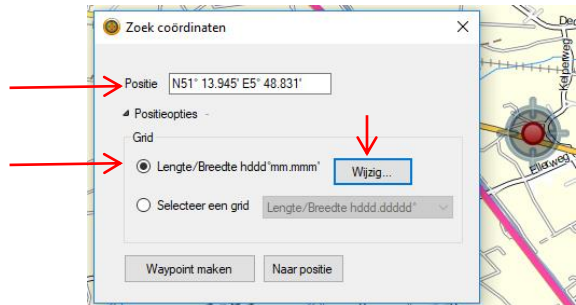 Zoek coördinaten
Positie N51° 13.945' E5° 48.831'
Positieopties -
Grid
Lengte/Breedte hddd°mm.mmm' Wijzig...
Selecteer een grid Lengte/Breedte hddd.ddddd°
Waypoint maken Naar positie
Kelperweg
Ellerweg